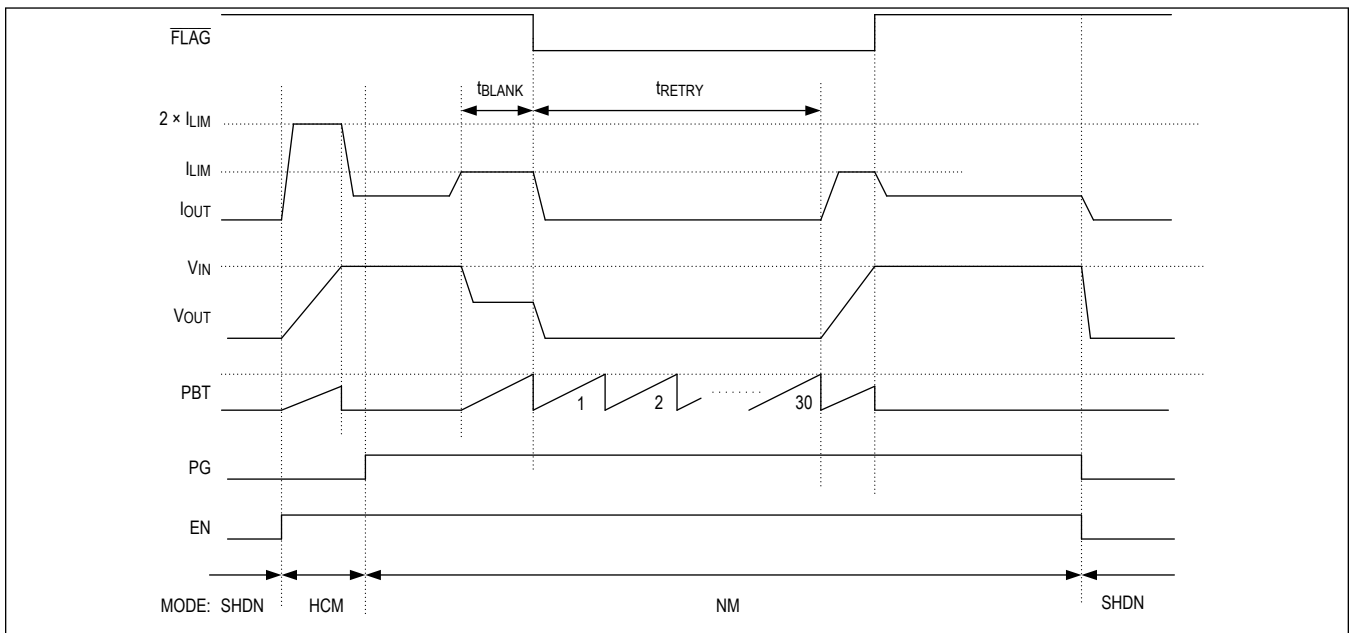 FLAG
tBLANK
tRETRY
2 × ILIM
ILIM
IOUT
VIN
VOUT
PBT
1 2 ........ 30
PG
EN
MODE: SHDN HCM NM SHDN